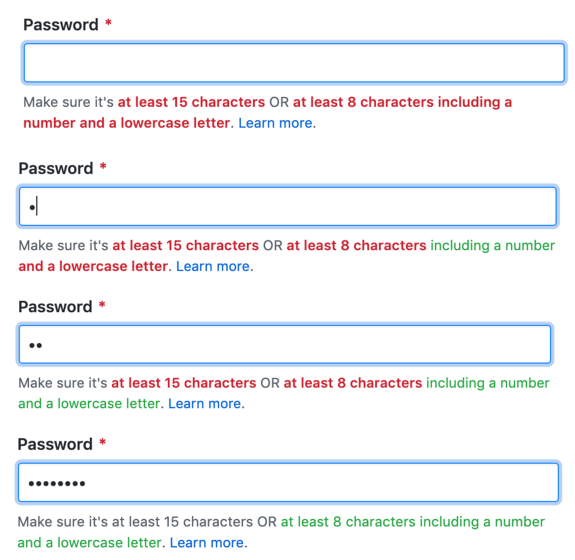 Password *
Make sure it's at least 15 characters OR at least 8 characters including a
number and a lowercase letter. Learn more.
Password *
•
Make sure it's at least 15 characters OR at least 8 characters including a number
and a lowercase letter. Learn more.
Password *
••
Make sure it's at least 15 characters OR at least 8 characters including a number
and a lowercase letter. Learn more.
Password *
••••••••
Make sure it's at least 15 characters OR at least 8 characters including a number
and a lowercase letter. Learn more.